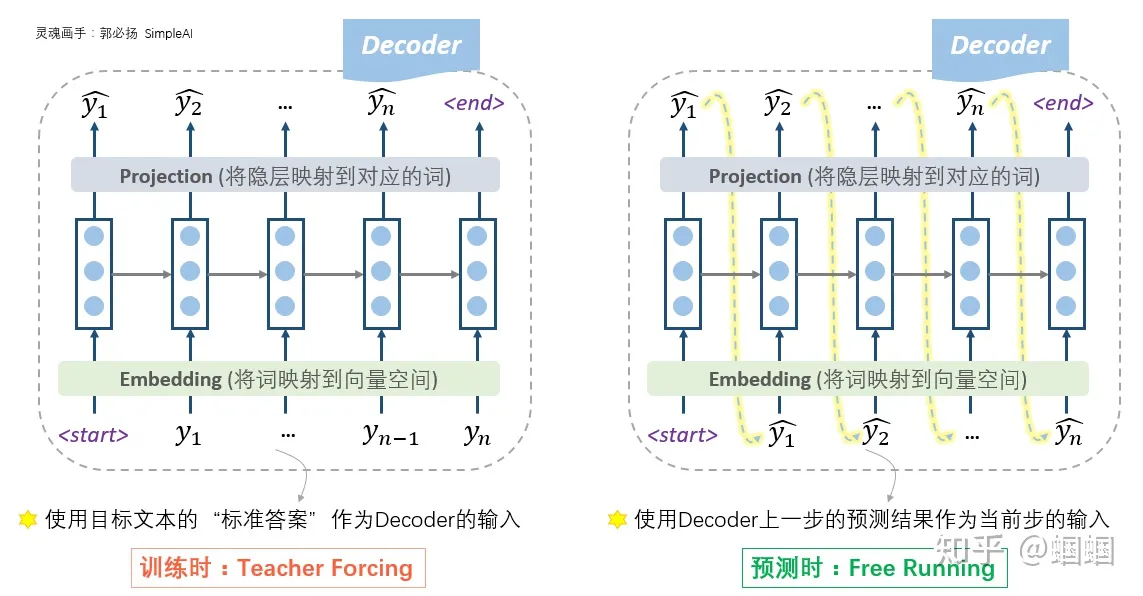 灵魂画手：郭必扬 SimpleAI
Decoder
ŷ₁ ŷ₂ ... ŷₙ <end>
Projection (将隐层映射到对应的词)
Embedding (将词映射到向量空间)
<start> y₁ ... yₙ₋₁ yₙ
使用目标文本的 “标准答案” 作为Decoder的输入
训练时：Teacher Forcing
Decoder
ŷ₁ ŷ₂ ... ŷₙ <end>
Projection (将隐层映射到对应的词)
Embedding (将词映射到向量空间)
<start> ŷ₁ ŷ₂ ... ŷₙ
使用Decoder上一步的预测结果作为当前步的输入
预测时：Free Running
知乎 @蝈蝈